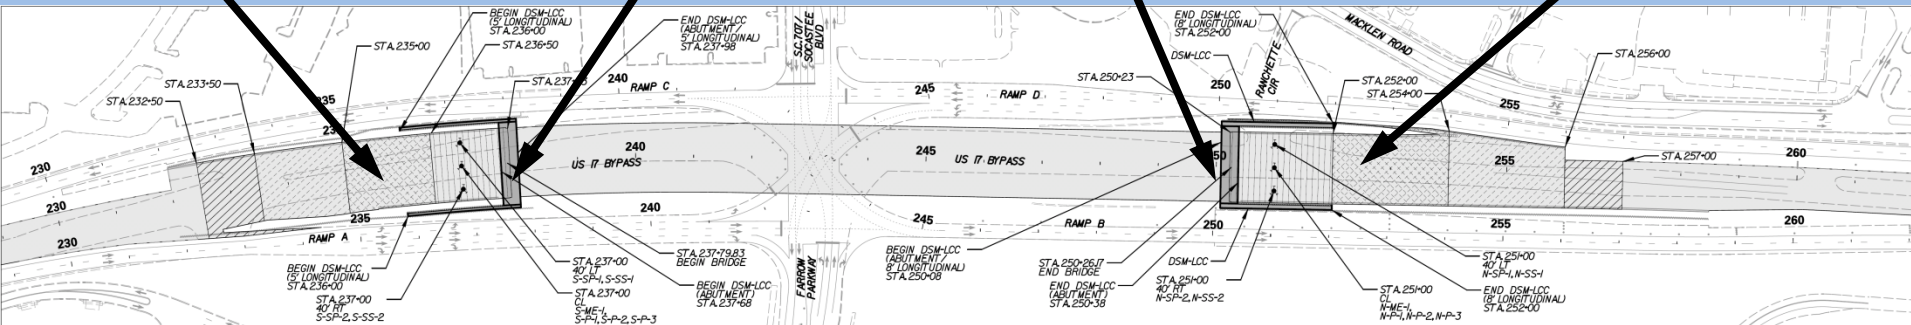 BEGIN DSM-LCC
(5' LONGITUDINAL)
STA.236+00
STA.235+00
STA.236+50
STA.233+50
STA.232+50
END DSM-LCC
(ABUTMENT/
5' LONGITUDINAL)
STA.237+98
240
RAMP C
S.C.707/
SOCASTEE
BLVD
245
RAMP D
END DSM-LCC
(8' LONGITUDINAL)
STA.252+00
DSM-LCC
STA.250+23
250
RANCHETTE
CIR
MACKLEN ROAD
STA.252+00
STA.254+00
255
STA.256+00
STA.257+00
260
230
230
230
235
235
RAMP A
240
US 17 BYPASS
240
245
US 17 BYPASS
245
RAMP B
250
255
255
260
BEGIN DSM-LCC
(5' LONGITUDINAL)
STA.236+00
STA.237+00
40' RT
S-SP-2,S-SS-2
STA.237+00
40' LT
S-SP-1,S-SS-1
STA.237+00
CL
S-ME-1,
S-P-1,S-P-2,S-P-3
STA.237+79.83
BEGIN BRIDGE
BEGIN DSM-LCC
(ABUTMENT)
STA.237+68
FARROW
PARKWAY
BEGIN DSM-LCC
(ABUTMENT/
8' LONGITUDINAL)
STA.250+08
STA.250+26.17
END BRIDGE
END DSM-LCC
(ABUTMENT)
STA.250+38
DSM-LCC
STA.251+00
40' RT
N-SP-2,N-SS-2
STA.251+00
CL
N-ME-1,
N-P-1,N-P-2,N-P-3
STA.251+00
40' LT
N-SP-1,N-SS-1
END DSM-LCC
(8' LONGITUDINAL)
STA.252+00